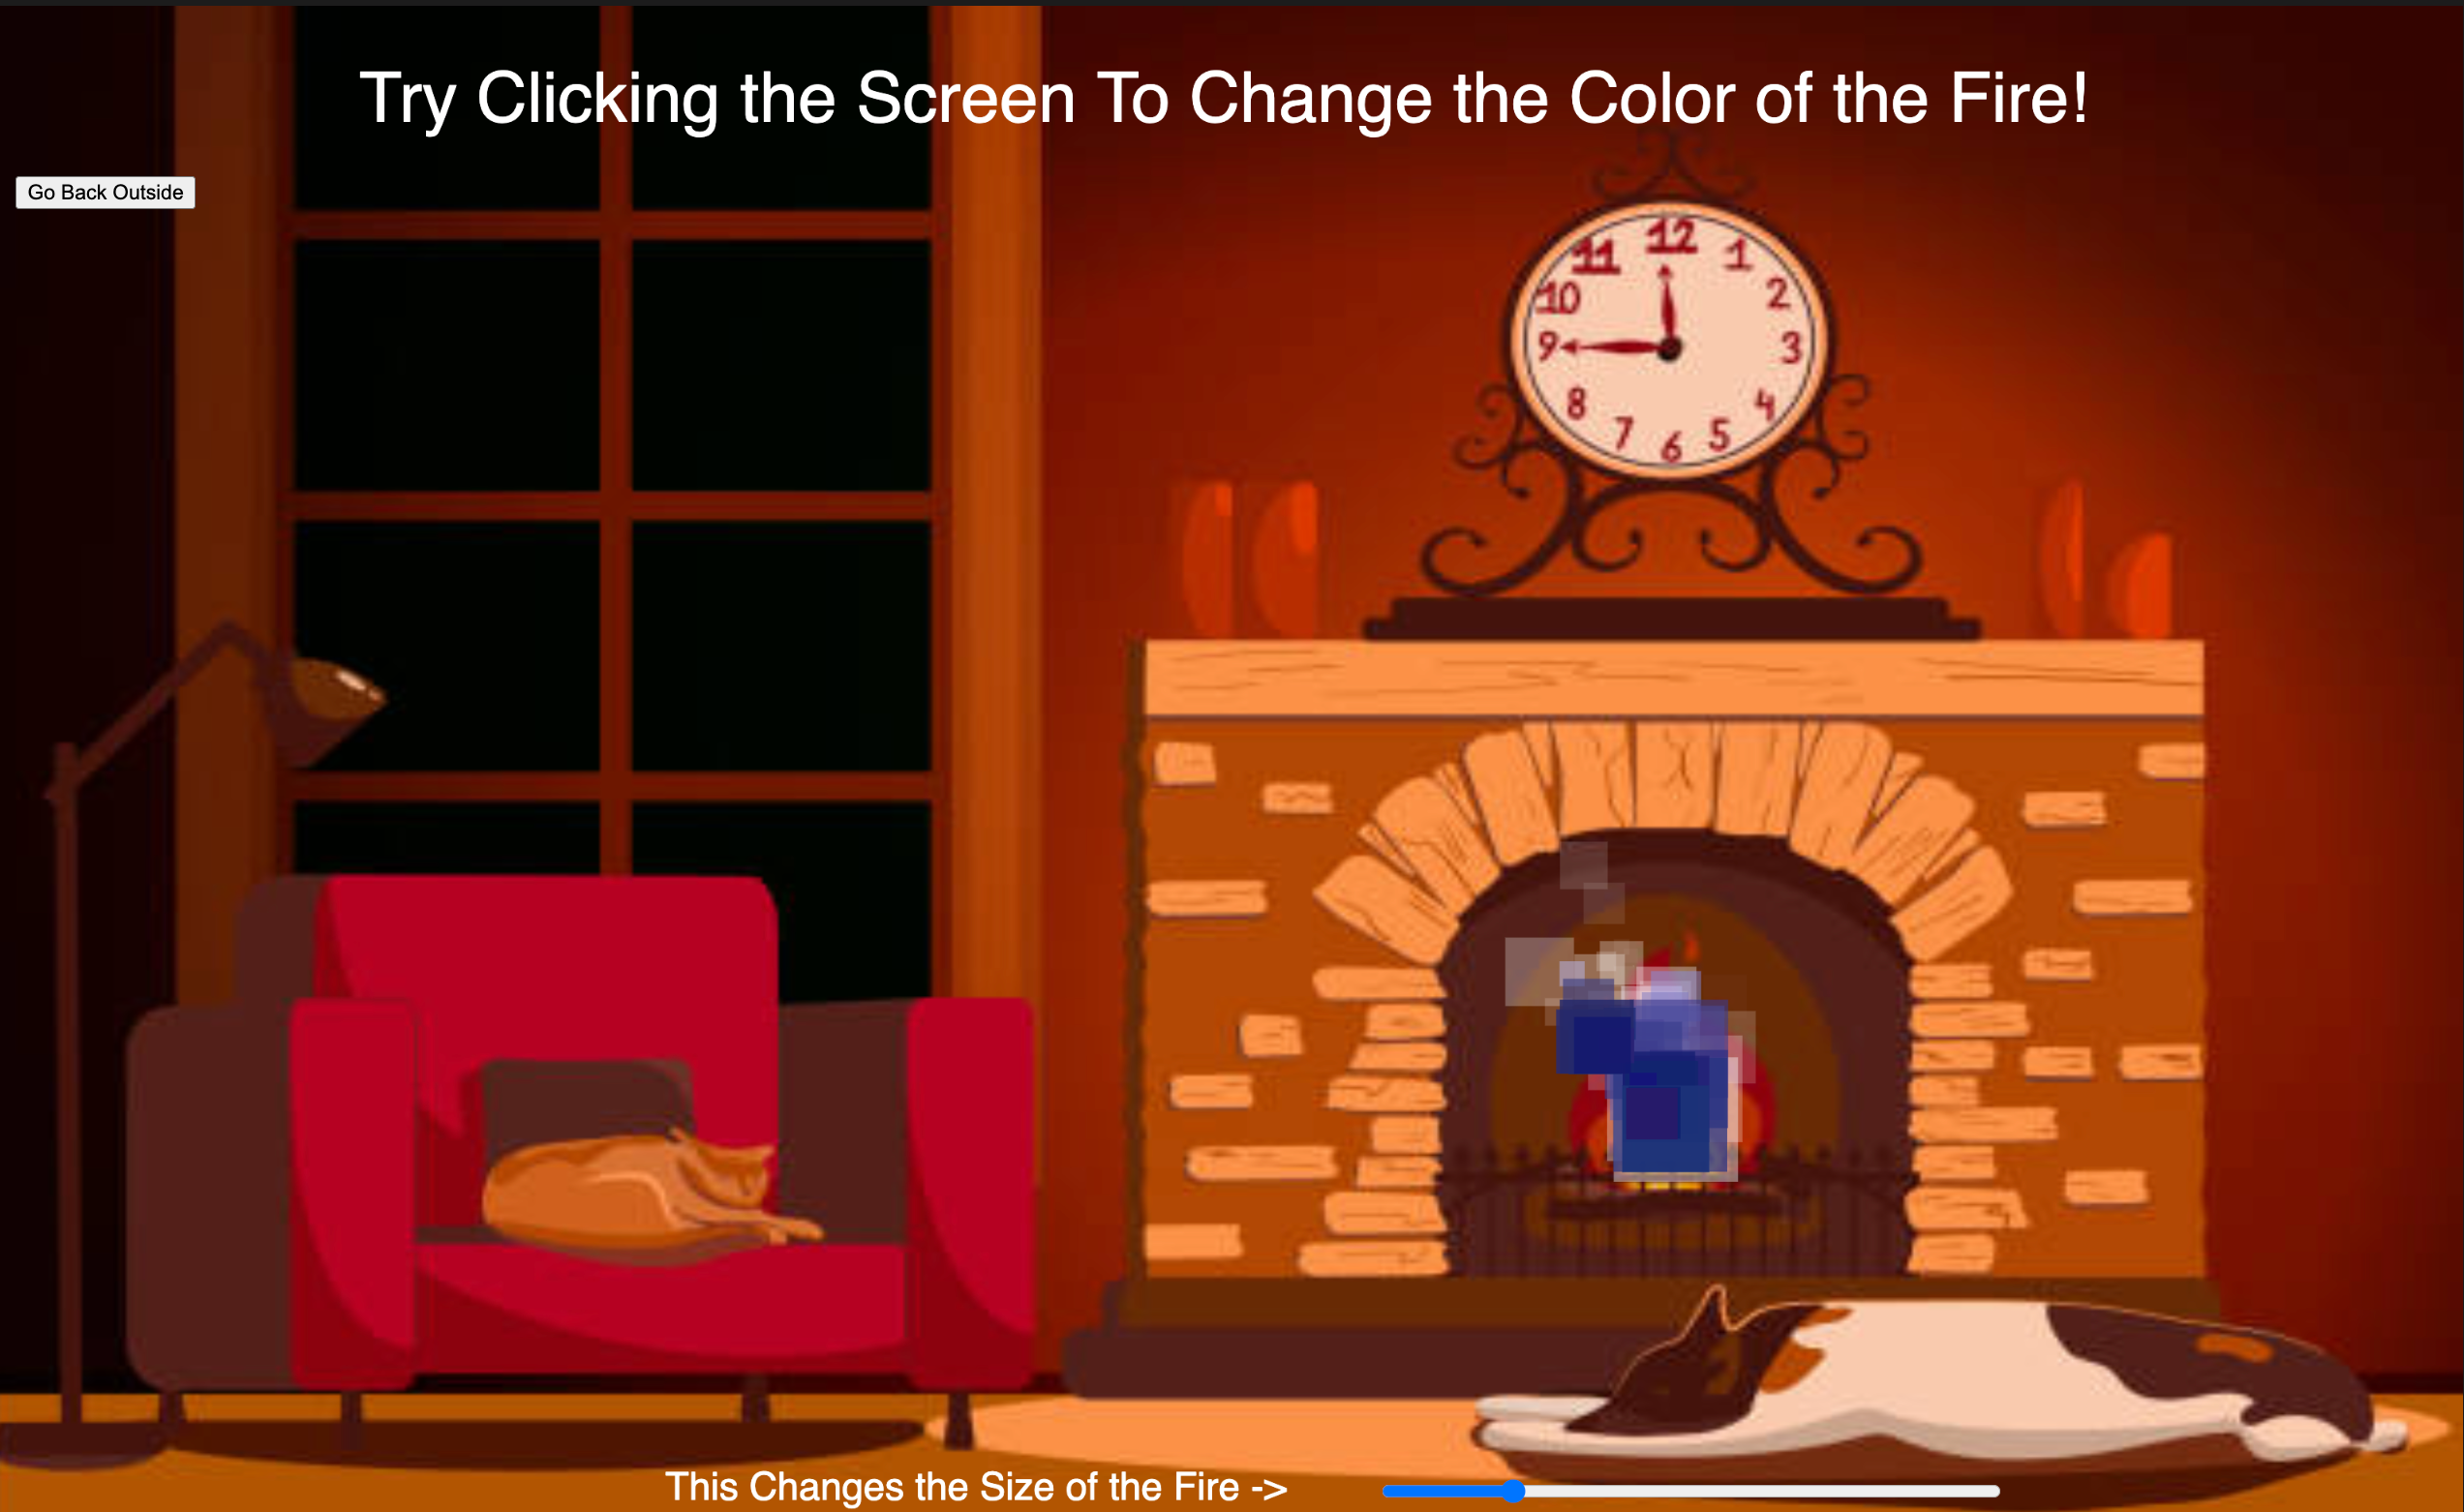 Try Clicking the Screen To Change the Color of the Fire!
Go Back Outside
12
11 1
10 2
9 3
8 4
7 5
6
This Changes the Size of the Fire ->